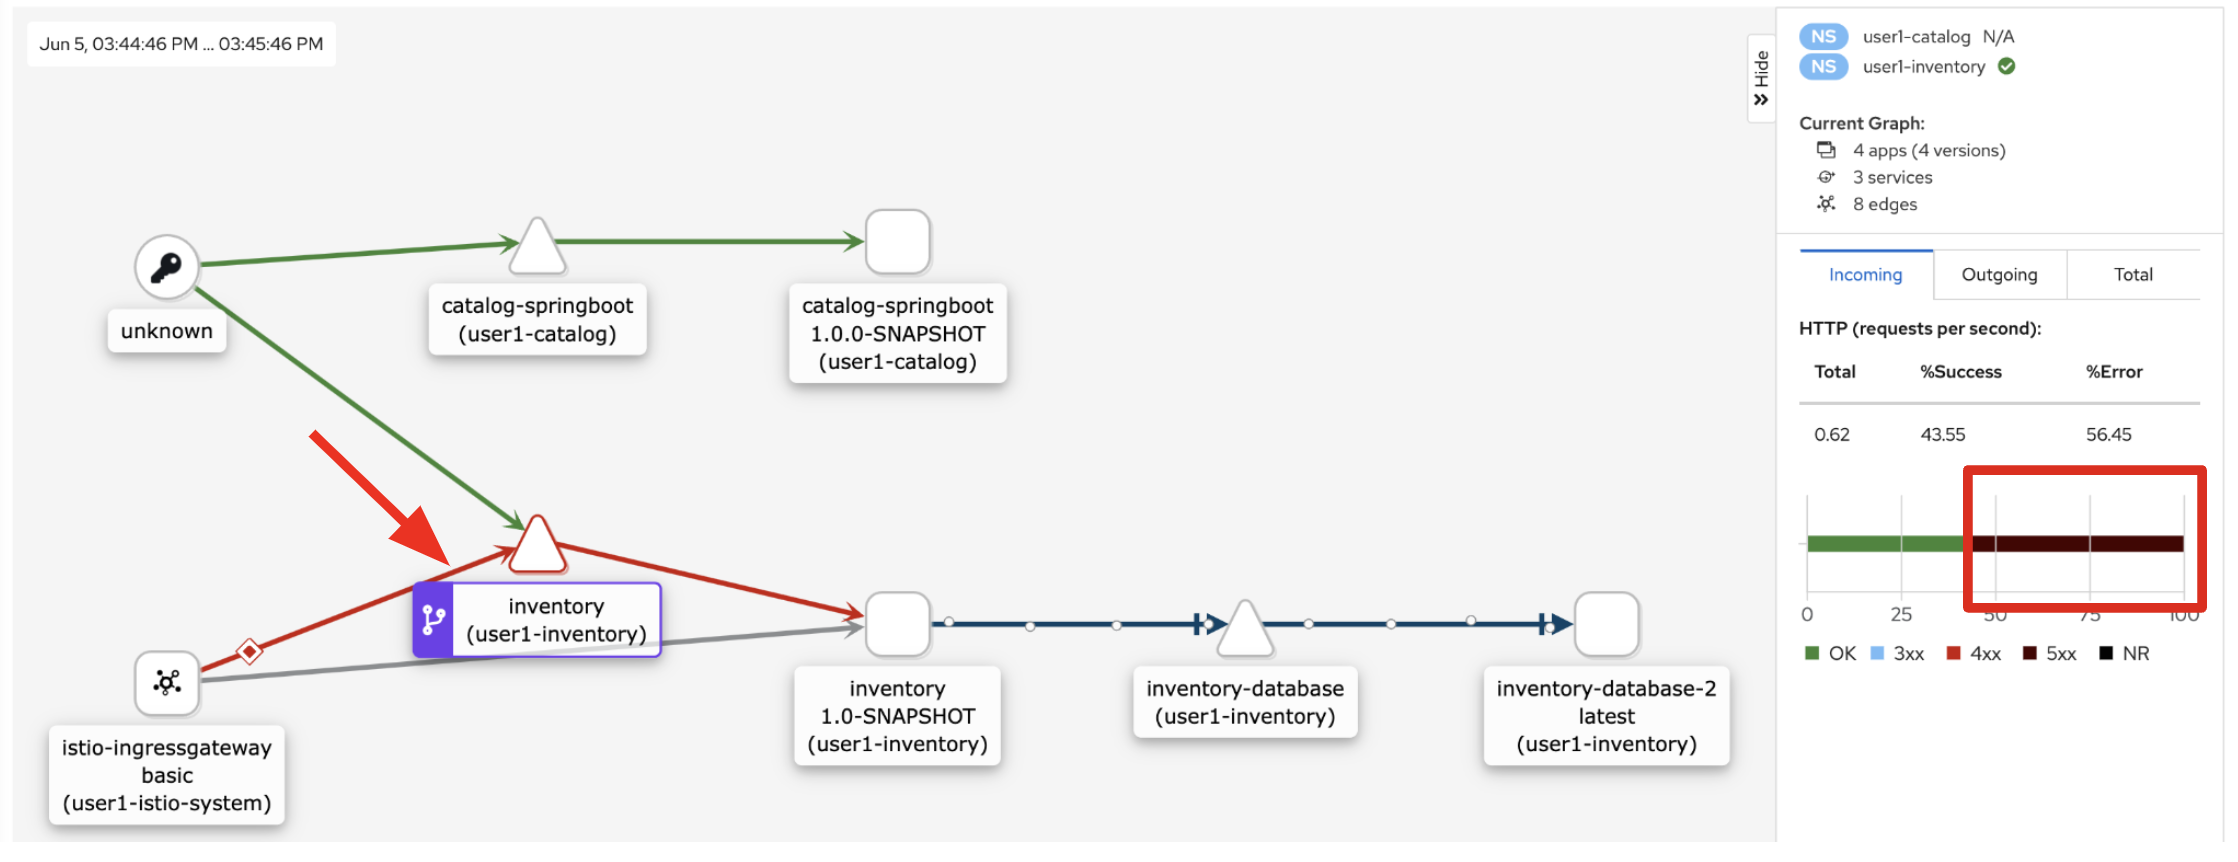 Jun 5, 03:44:46 PM ... 03:45:46 PM
unknown
catalog-springboot
(user1-catalog)
catalog-springboot
1.0.0-SNAPSHOT
(user1-catalog)
inventory
(user1-inventory)
istio-ingressgateway
basic
(user1-istio-system)
inventory
1.0-SNAPSHOT
(user1-inventory)
inventory-database
(user1-inventory)
inventory-database-2
latest
(user1-inventory)
Hide
NS user1-catalog N/A
NS user1-inventory
Current Graph:
4 apps (4 versions)
3 services
8 edges
Incoming Outgoing Total
HTTP (requests per second):
Total %Success %Error
0.62 43.55 56.45
0 25 50 75 100
OK 3xx 4xx 5xx NR